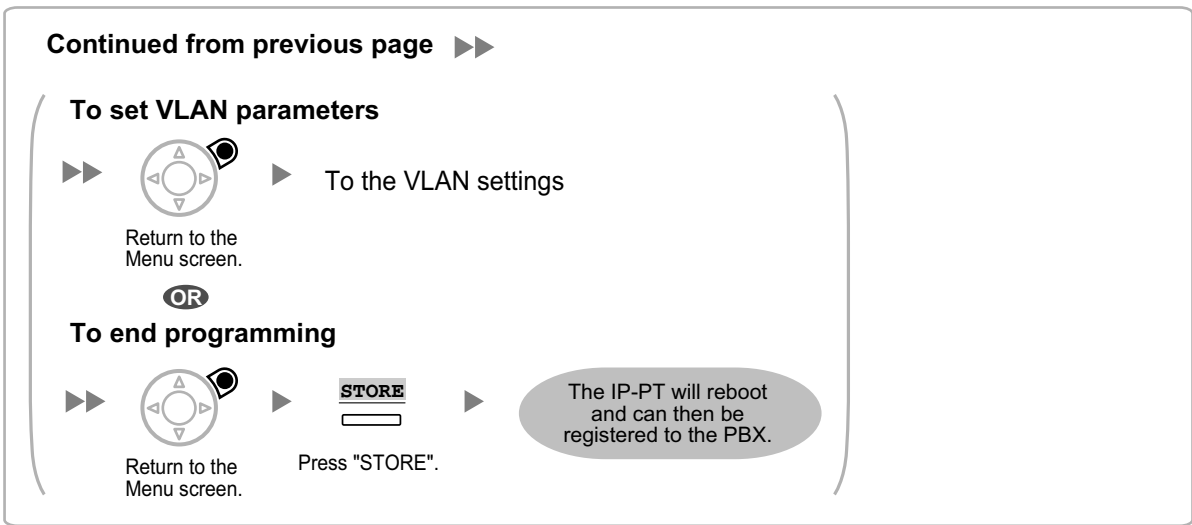 Continued from previous page
To set VLAN parameters
To the VLAN settings
Return to the
Menu screen.
OR
To end programming
STORE
The IP-PT will reboot
and can then be
registered to the PBX.
Return to the
Menu screen.
Press "STORE".